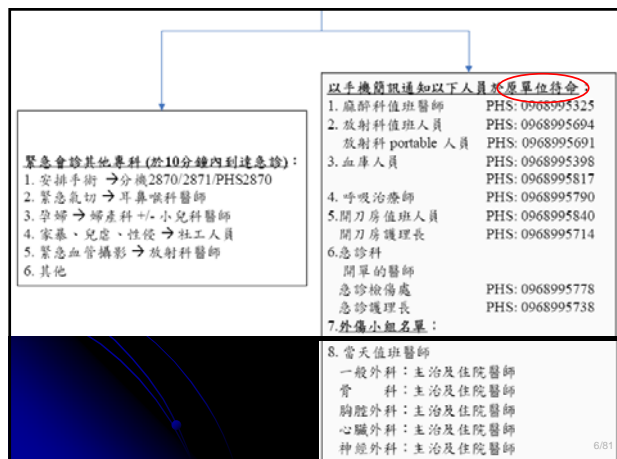 緊急會診其他專科 (於10分鐘內到達急診)：
1. 安排手術 →分機2870/2871/PHS2870
2. 緊急氣切 → 耳鼻喉科醫師
3. 孕婦 → 婦產科 +/- 小兒科醫師
4. 家暴、兒虐、性侵 → 社工人員
5. 緊急血管攝影 → 放射科醫師
6. 其他
以手機簡訊通知以下人員於原單位待命，
1. 麻醉科值班醫師 PHS: 0968995325
2. 放射科值班人員 PHS: 0968995694
放射科 portable 人員 PHS: 0968995691
3. 血庫人員 PHS: 0968995398
PHS: 0968995817
4. 呼吸治療師 PHS: 0968995790
5.開刀房值班人員 PHS: 0968995840
開刀房護理長 PHS: 0968995714
6.急診科
開單的醫師
急診檢傷處 PHS: 0968995778
急診護理長 PHS: 0968995738
7.外傷小組名單：
8. 當天值班醫師
一般外科：主治及住院醫師
骨 科：主治及住院醫師
胸腔外科：主治及住院醫師
心臟外科：主治及住院醫師
神經外科：主治及住院醫師
6/81